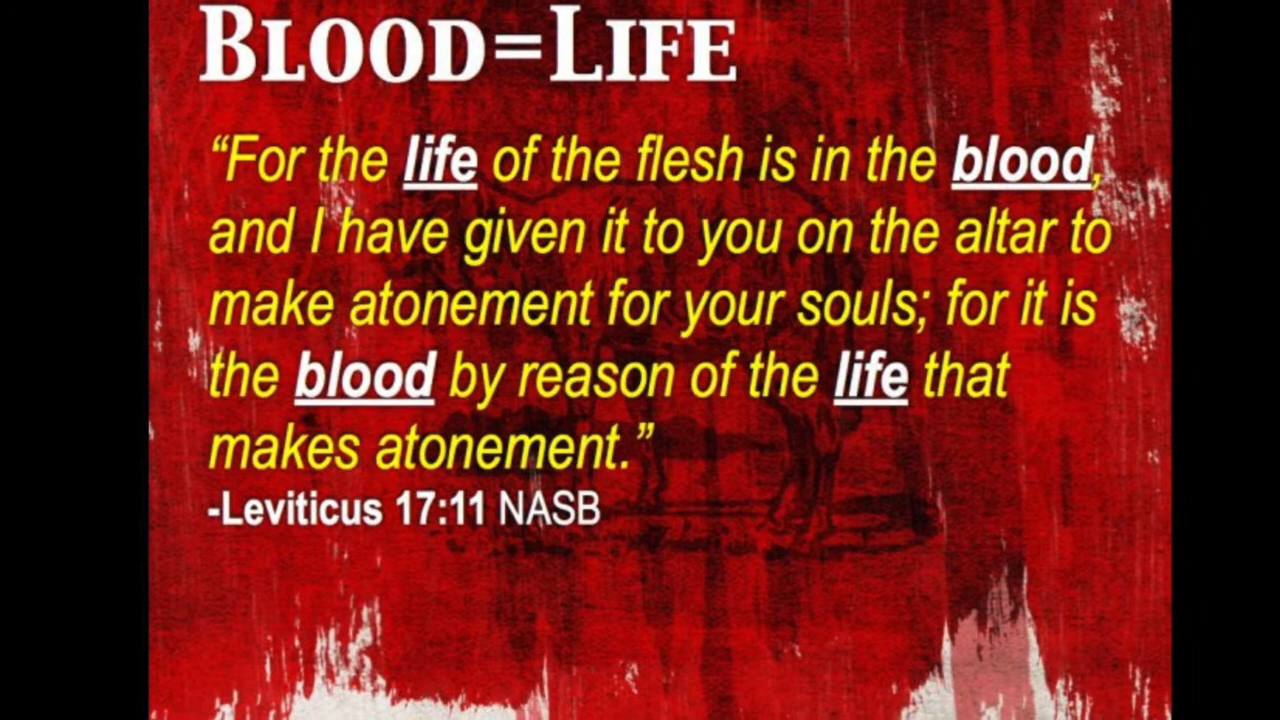 BLOOD=LIFE
“For the life of the flesh is in the blood,
and I have given it to you on the altar to
make atonement for your souls; for it is
the blood by reason of the life that
makes atonement.”
-Leviticus 17:11 NASB